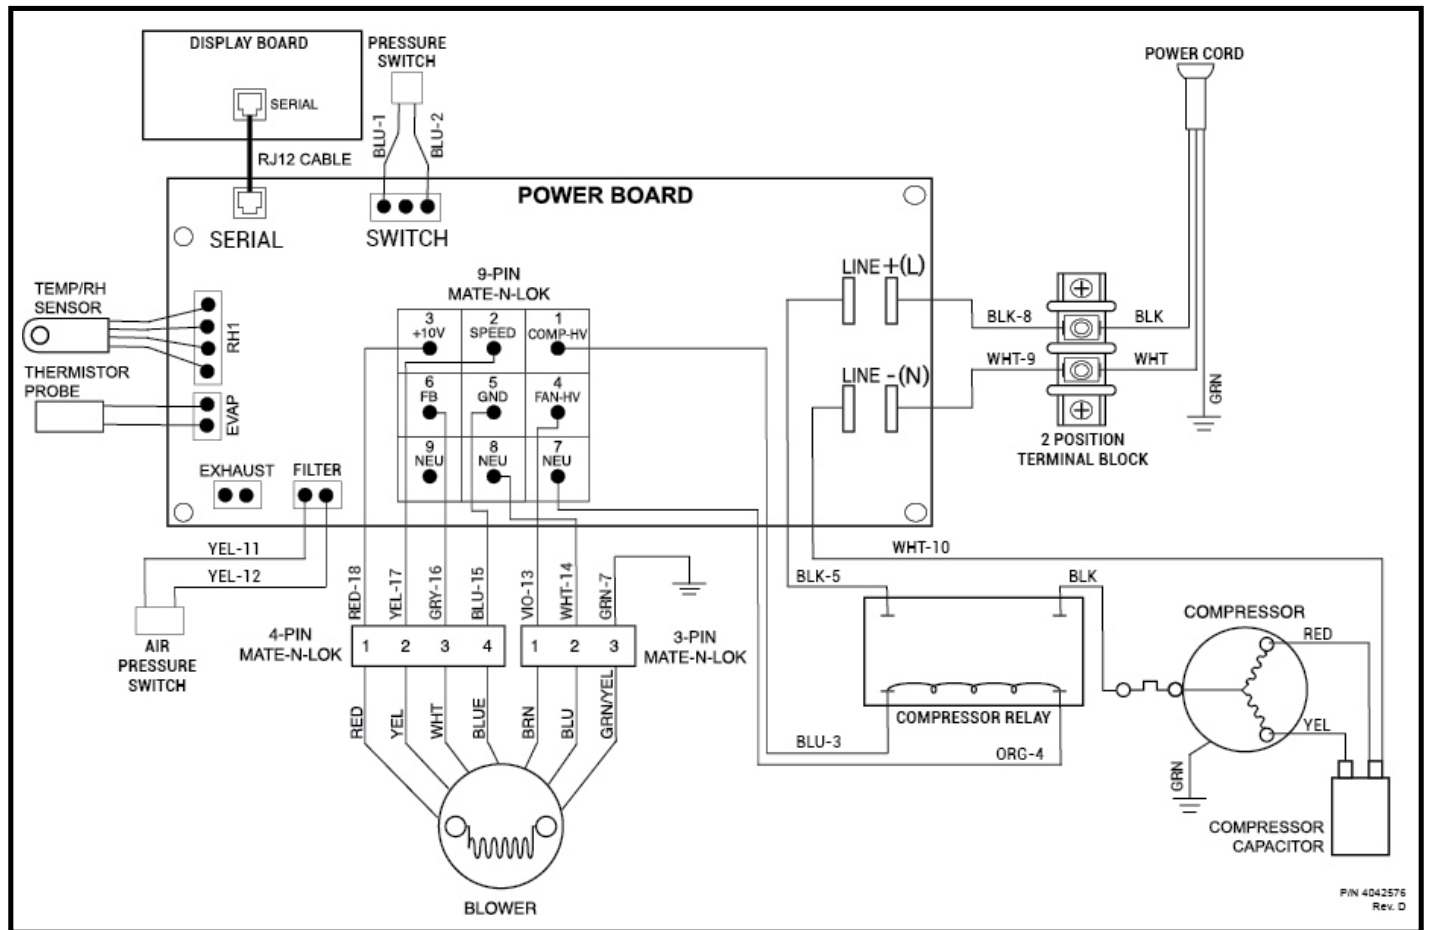 DISPLAY BOARD
SERIAL
RJ12 CABLE
PRESSURE
SWITCH
BLU-1
BLU-2
POWER CORD
POWER BOARD
SERIAL
SWITCH
9-PIN
MATE-N-LOK
3
+10V
2
SPEED
1
COMP-HV
6
FB
5
GND
4
FAN-HV
9
NEU
8
NEU
7
NEU
TEMP/RH
SENSOR
RH1
THERMISTOR
PROBE
EVAP
EXHAUST
FILTER
LINE +(L)
LINE -(N)
BLK-8
BLK
WHT-9
WHT
GRN
2 POSITION
TERMINAL BLOCK
YEL-11
YEL-12
AIR
PRESSURE
SWITCH
RED-18
YEL-17
GRY-16
BLU-15
VIO-13
WHT-14
GRN-7
4-PIN
MATE-N-LOK
1 2 3 4
1 2 3
3-PIN
MATE-N-LOK
RED
YEL
WHT
BLUE
BRN
BLU
GRN/YEL
BLOWER
WHT-10
BLK-5
BLK
COMPRESSOR RELAY
BLU-3
ORG-4
COMPRESSOR
RED
YEL
GRN
COMPRESSOR
CAPACITOR
P/N 4042576
Rev. D